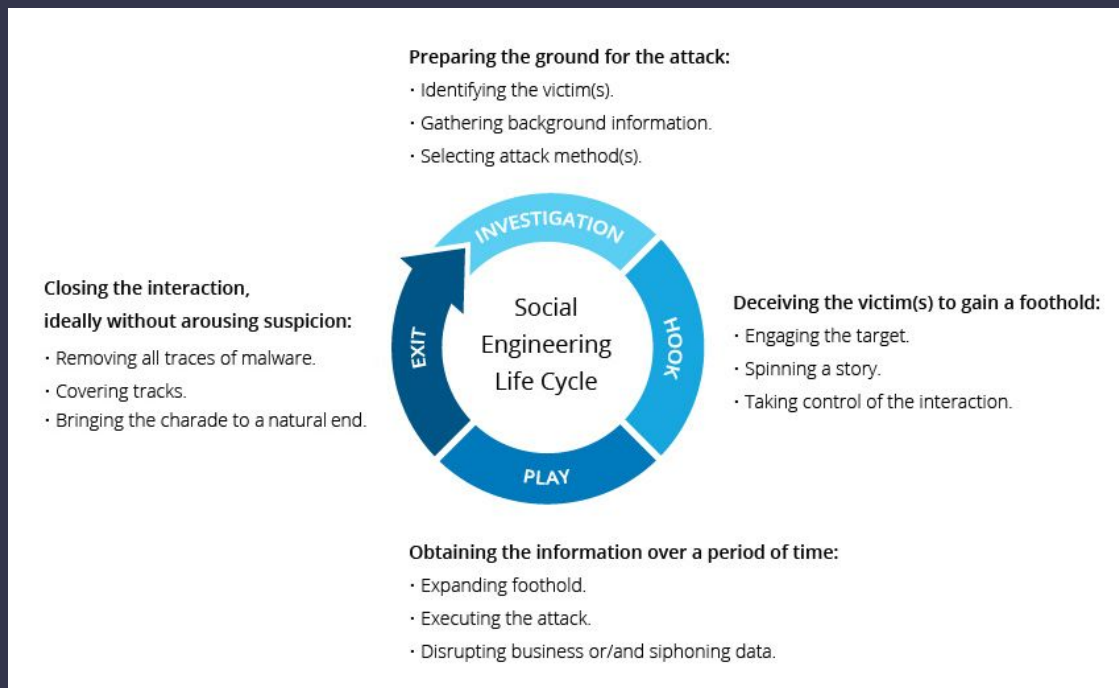 Preparing the ground for the attack:
· Identifying the victim(s).
· Gathering background information.
· Selecting attack method(s).
INVESTIGATION
HOOK
PLAY
EXIT
Social
Engineering
Life Cycle
Deceiving the victim(s) to gain a foothold:
· Engaging the target.
· Spinning a story.
· Taking control of the interaction.
Obtaining the information over a period of time:
· Expanding foothold.
· Executing the attack.
· Disrupting business or/and siphoning data.
Closing the interaction,
ideally without arousing suspicion:
· Removing all traces of malware.
· Covering tracks.
· Bringing the charade to a natural end.